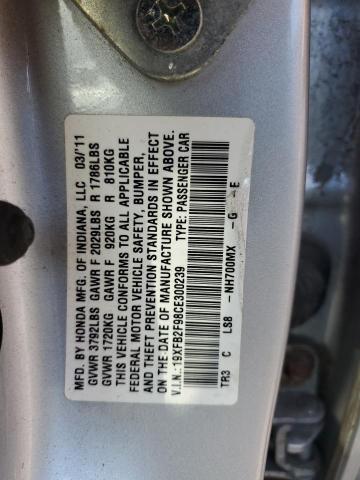 MFD. BY HONDA MFG. OF INDIANA, LLC 03/'11
GVWR 3792LBS GAWR F 2029LBS R 1786LBS
GVWR 1720KG GAWR F 920KG R 810KG
THIS VEHICLE CONFORMS TO ALL APPLICABLE
FEDERAL MOTOR VEHICLE SAFETY, BUMPER,
AND THEFT PREVENTION STANDARDS IN EFFECT
ON THE DATE OF MANUFACTURE SHOWN ABOVE.
V.I.N.: 19XFB2F98CE300239 TYPE: PASSENGER CAR
TR3 C LS8 -NH700MX -G -E